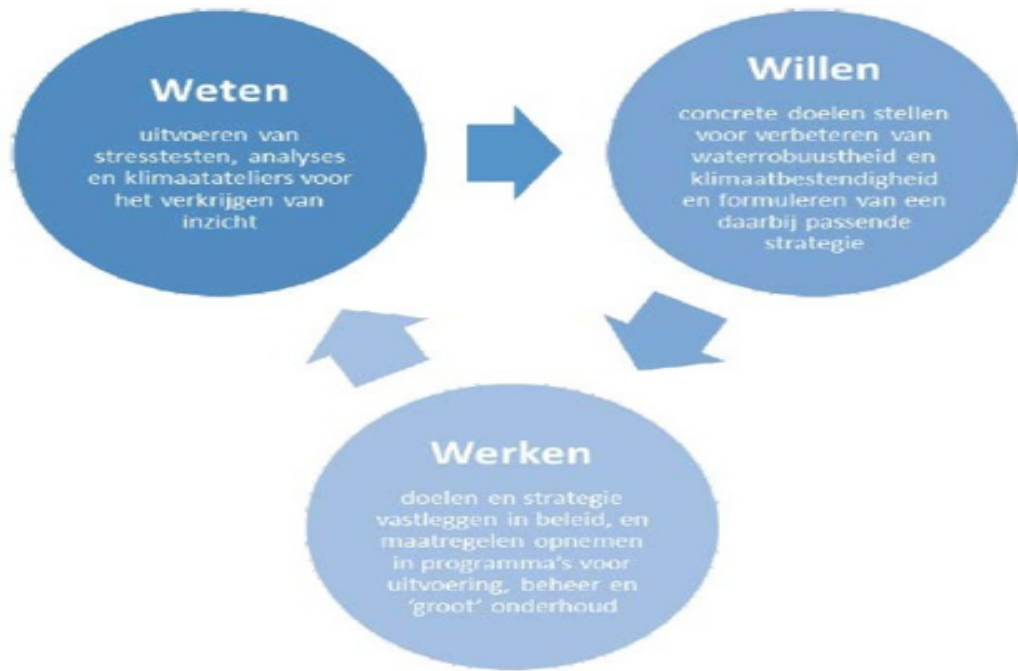 Weten
uitvoeren van
stresstesten, analyses
en klimaatateliers voor
het verkrijgen van
inzicht
Willen
concrete doelen stellen
voor verbeteren van
waterrobuustheid en
klimaatbestendigheid
en formuleren van een
daarbij passende
strategie
Werken
doelen en strategie
vastleggen in beleid, en
maatregelen opnemen
in programma's voor
uitvoering, beheer en
'groot' onderhoud